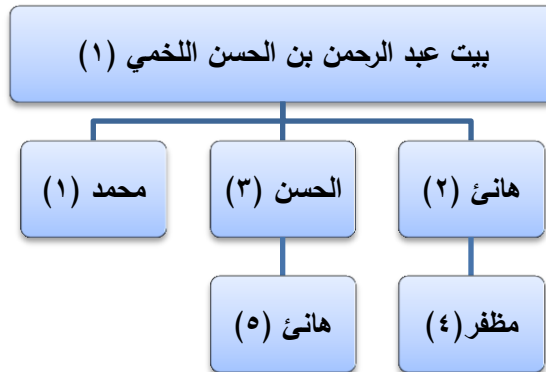 بيت عبد الرحمن بن الحسن اللخمي (١)
هانئ (٢)
الحسن (٣)
محمد (١)
مظفر(٤)
هانئ (٥)